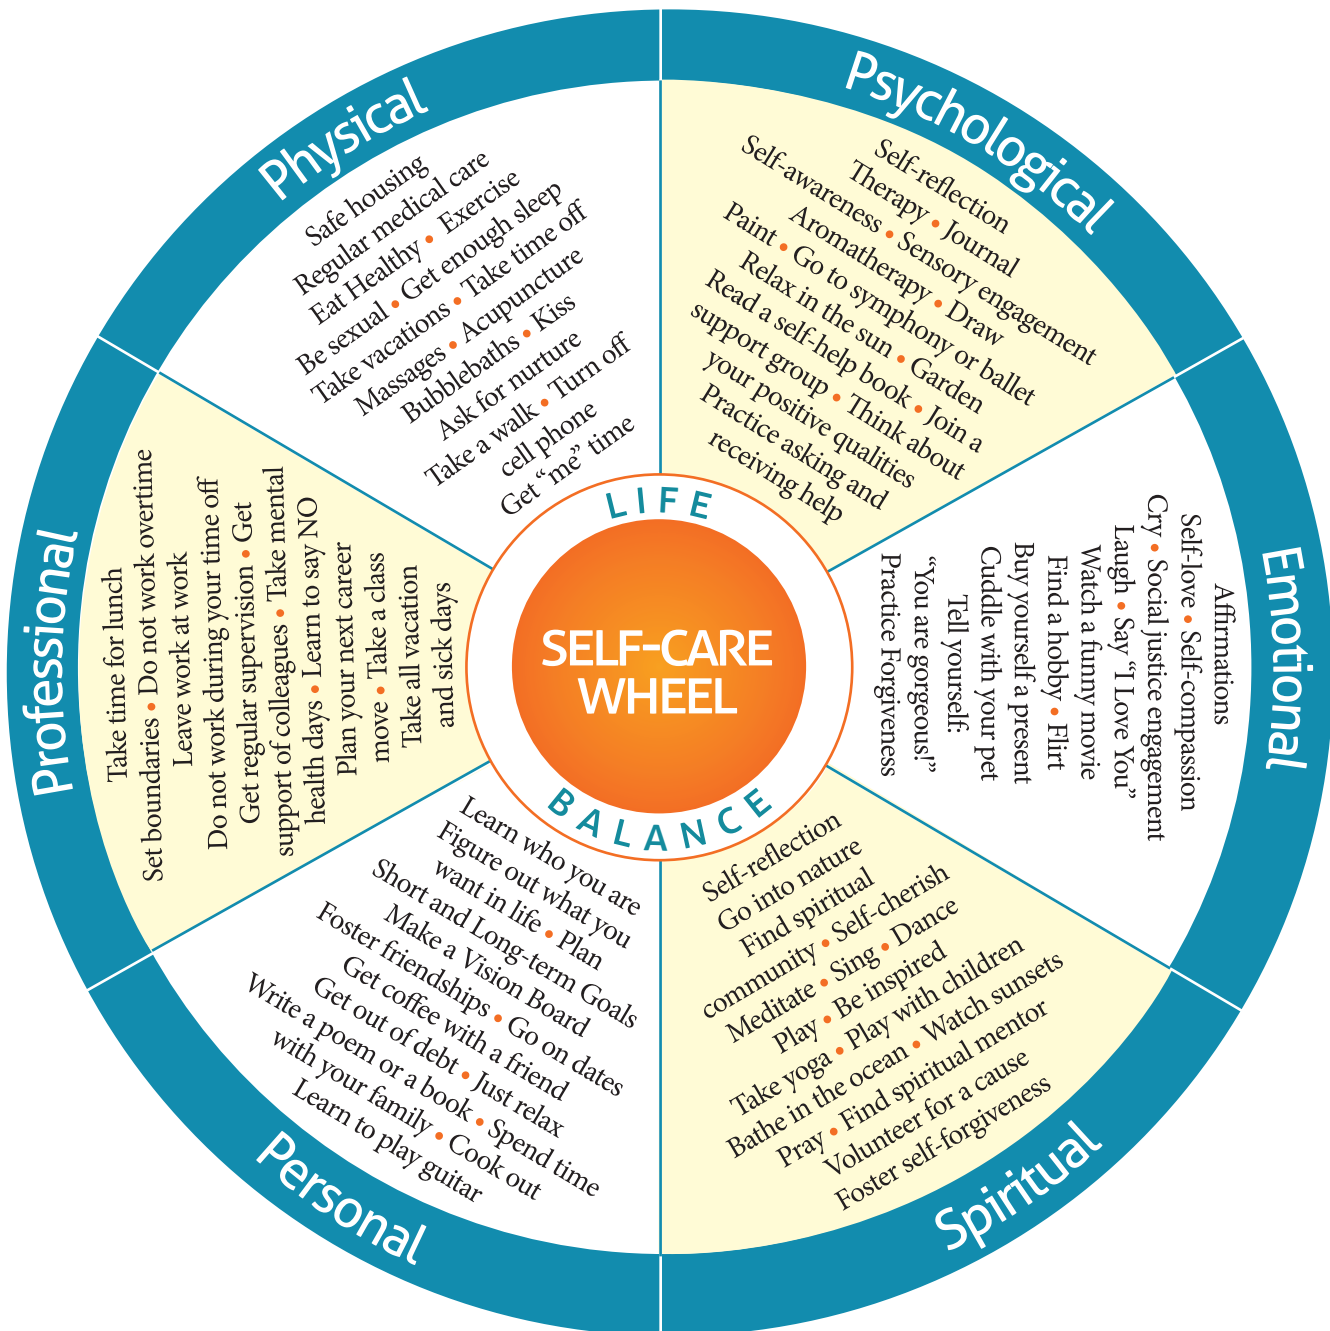 Physical
Safe housing
Regular medical care
Eat Healthy • Exercise
Be sexual • Get enough sleep
Take vacations • Take time off
Massages • Acupuncture
Bubblebaths • Kiss
Ask for nurture
Take a walk • Turn off
cell phone
Get “me” time
Psychological
Self-reflection
Therapy • Journal
Self-awareness • Sensory engagement
Aromatherapy • Draw
Paint • Go to symphony or ballet
Relax in the sun • Garden
Read a self-help book • Join a
support group • Think about
your positive qualities
Practice asking and
receiving help
Emotional
Affirmations
Self-love • Self-compassion
Cry • Social justice engagement
Laugh • Say “I Love You”
Watch a funny movie
Find a hobby • Flirt
Buy yourself a present
Cuddle with your pet
Tell yourself:
“You are gorgeous!”
Practice Forgiveness
Spiritual
Self-reflection
Go into nature
Find spiritual
community • Self-cherish
Meditate • Sing • Dance
Play • Be inspired
Take yoga • Play with children
Bathe in the ocean • Watch sunsets
Pray • Find spiritual mentor
Volunteer for a cause
Foster self-forgiveness
Personal
Learn who you are
Figure out what you
want in life • Plan
Short and Long-term Goals
Make a Vision Board
Foster friendships • Go on dates
Get coffee with a friend
Get out of debt • Just relax
Write a poem or a book • Spend time
with your family • Cook out
Learn to play guitar
Professional
Take time for lunch
Set boundaries • Do not work overtime
Leave work at work
Do not work during your time off
Get regular supervision • Get
support of colleagues • Take mental
health days • Learn to say NO
Plan your next career
move • Take a class
Take all vacation
and sick days
LIFE
SELF-CARE
WHEEL
BALANCE